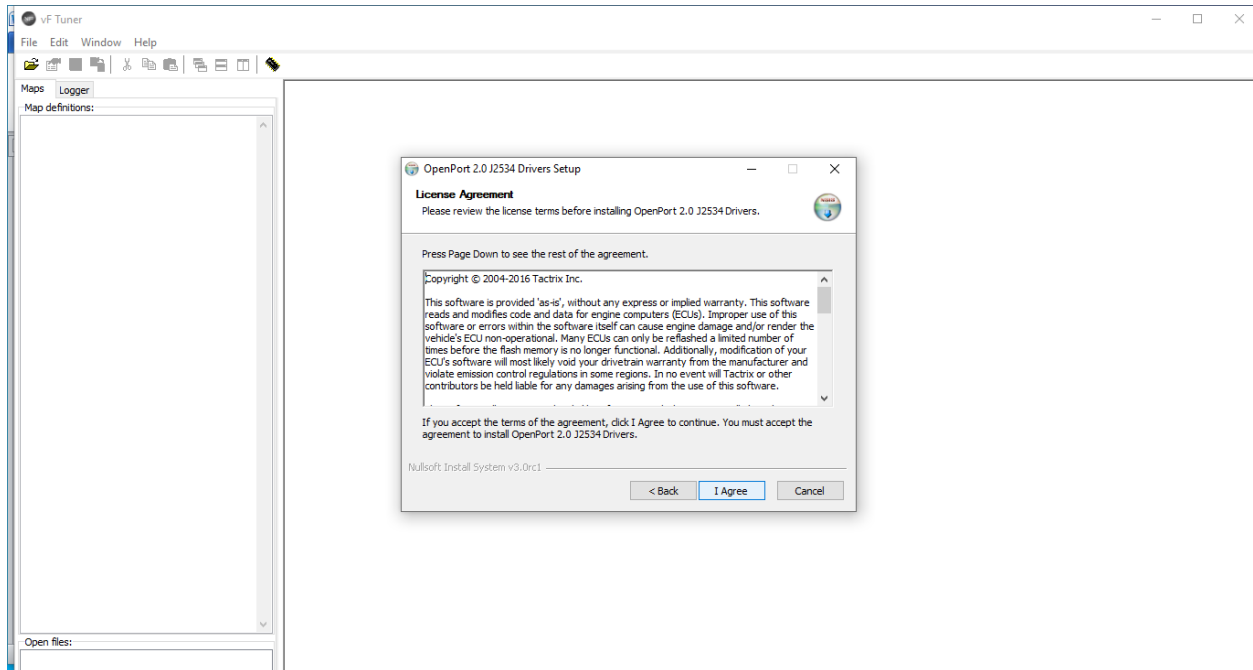 vF Tuner
File Edit Window Help
Maps Logger
Map definitions:
Open files:
OpenPort 2.0 J2534 Drivers Setup
License Agreement
Please review the license terms before installing OpenPort 2.0 J2534 Drivers.
Press Page Down to see the rest of the agreement.
Copyright © 2004-2016 Tactrix Inc.
This software is provided 'as-is', without any express or implied warranty. This software
reads and modifies code and data for engine computers (ECUs). Improper use of this
software or errors within the software itself can cause engine damage and/or render the
vehicle's ECU non-operational. Many ECUs can only be reflashed a limited number of
times before the flash memory is no longer functional. Additionally, modification of your
ECU's software will most likely void your drivetrain warranty from the manufacturer and
violate emission control regulations in some regions. In no event will Tactrix or other
contributors be held liable for any damages arising from the use of this software.
If you accept the terms of the agreement, click I Agree to continue. You must accept the
agreement to install OpenPort 2.0 J2534 Drivers.
Nullsoft Install System v3.0rc1
< Back I Agree Cancel